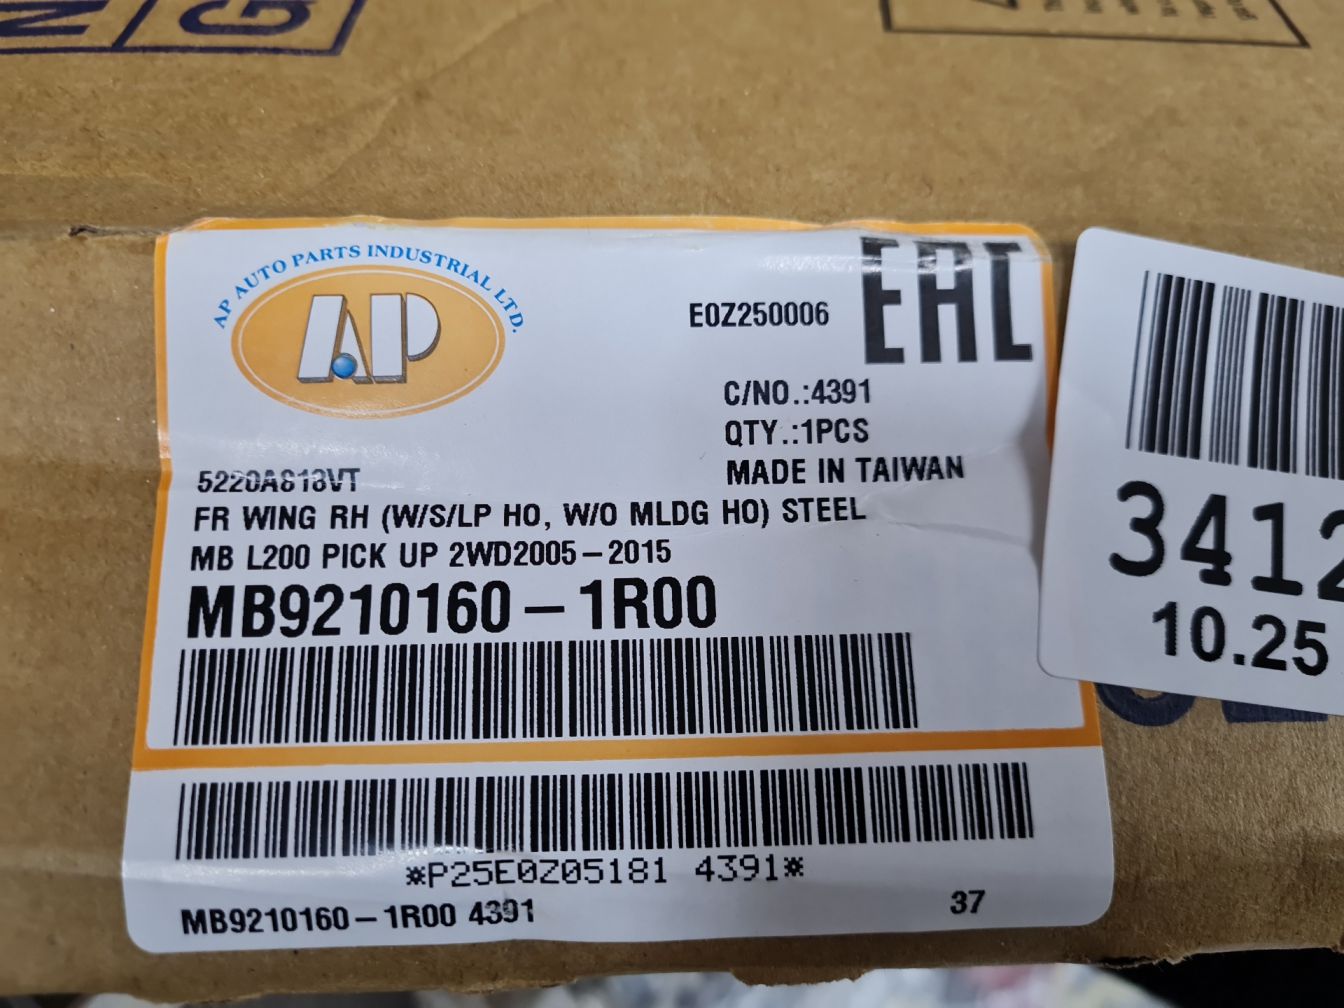 NG
AP AUTO PARTS INDUSTRIAL LTD.
AP
E0Z250006
EAC
C/NO.:4391
QTY.:1PCS
MADE IN TAIWAN
5220A818VT
FR WING RH (W/S/LP HO, W/O MLDG HO) STEEL
MB L200 PICK UP 2WD2005-2015
MB9210160-1R00
*P25E0Z05181 4391*
MB9210160-1R00 4391
37
3412
10.25